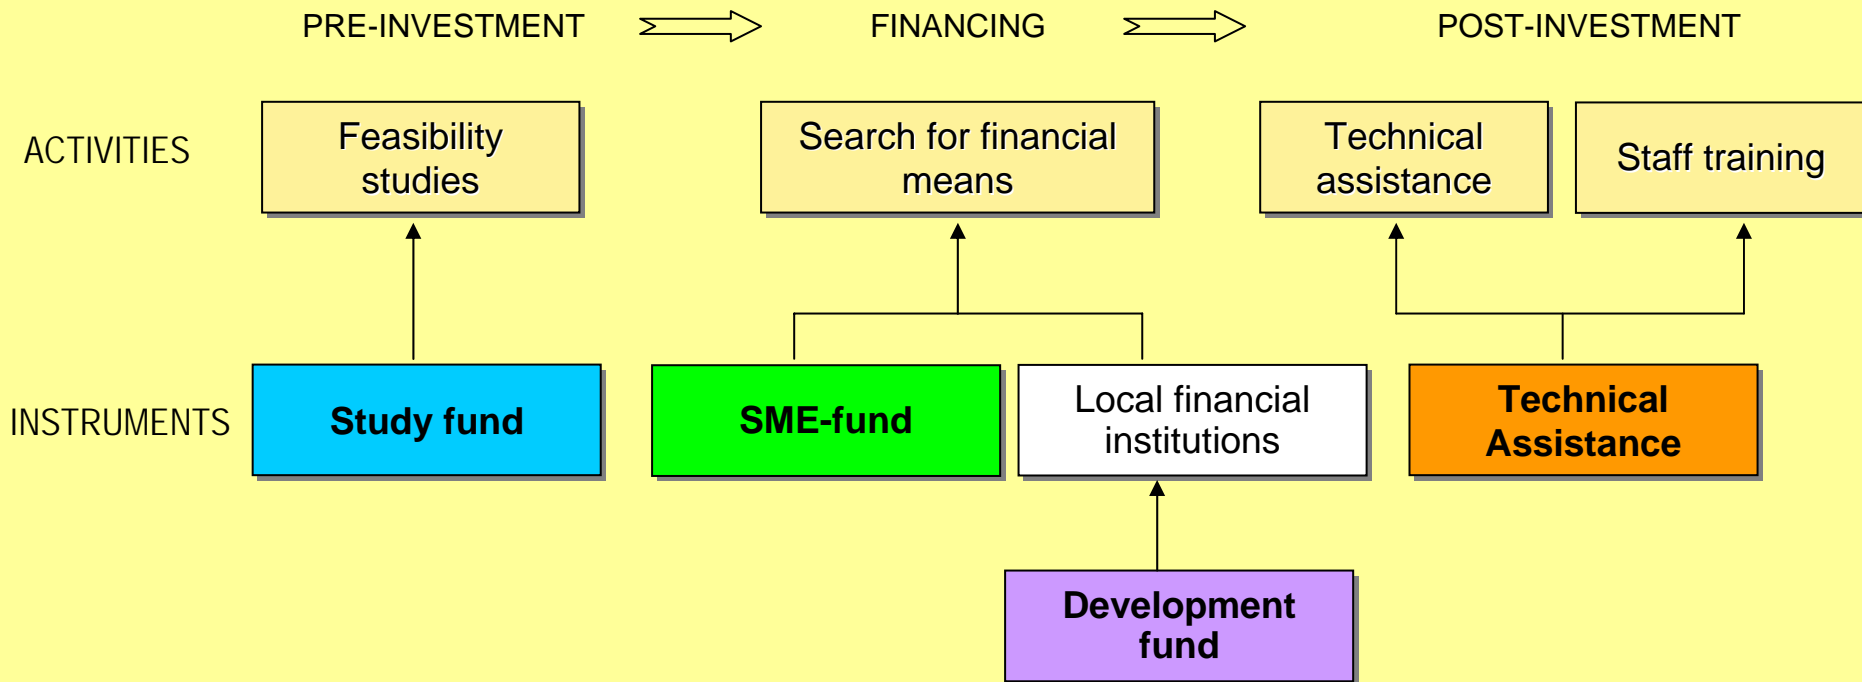 PRE-INVESTMENT
FINANCING
POST-INVESTMENT
ACTIVITIES
Feasibility
studies
Search for financial
means
Technical
assistance
Staff training
INSTRUMENTS
Study fund
SME-fund
Local financial
institutions
Technical
Assistance
Development
fund